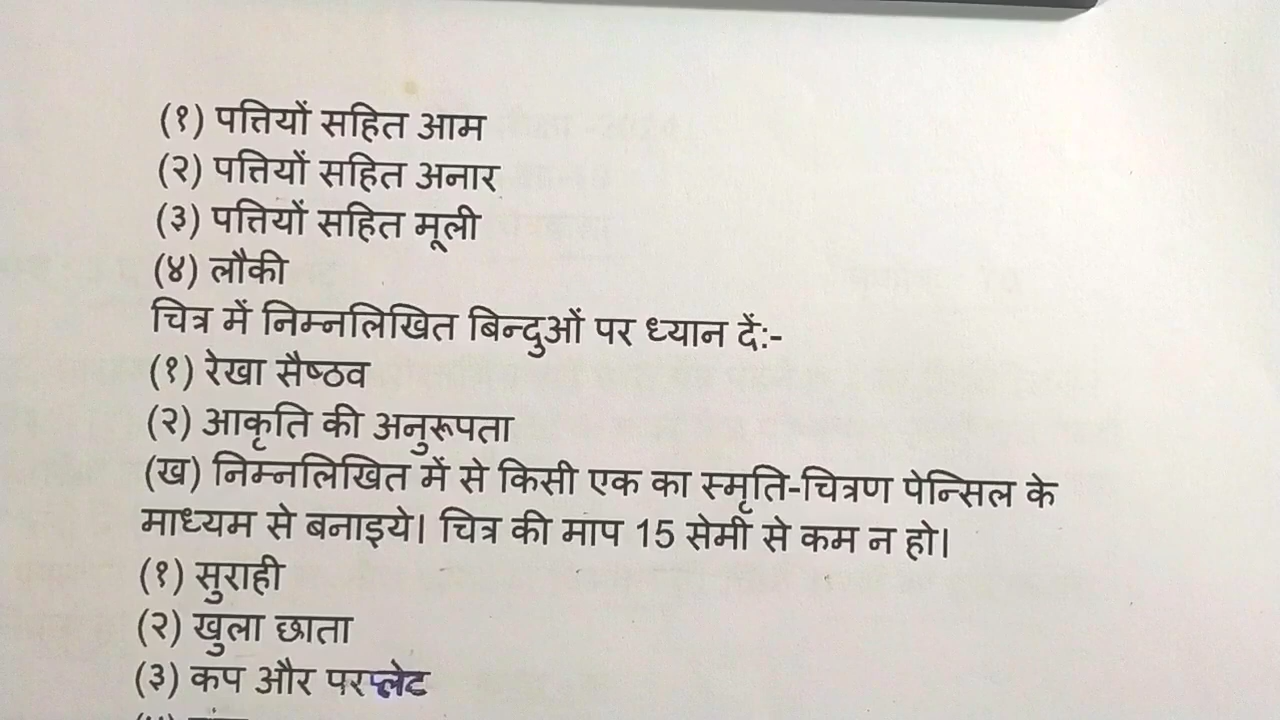 (१) पत्तियों सहित आम
(२) पत्तियों सहित अनार
(३) पत्तियों सहित मूली
(४) लौकी
चित्र में निम्नलिखित बिन्दुओं पर ध्यान दें:-
(१) रेखा सैष्ठव
(२) आकृति की अनुरूपता
(ख) निम्नलिखित में से किसी एक का स्मृति-चित्रण पेन्सिल के
माध्यम से बनाइये। चित्र की माप 15 सेमी से कम न हो।
(१) सुराही
(२) खुला छाता
(३) कप और परप्लेट